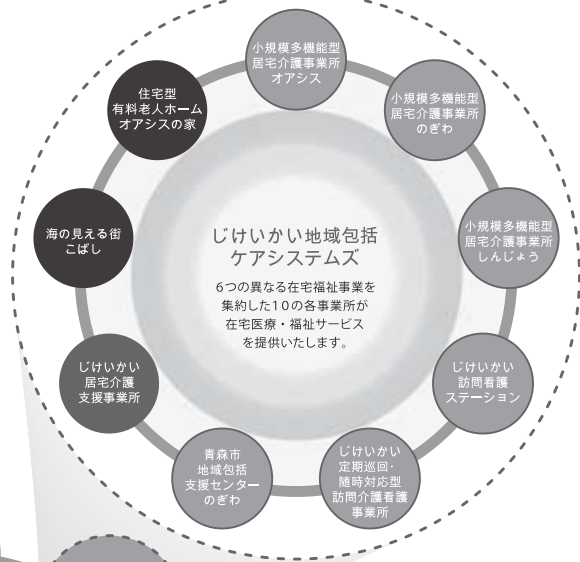 小規模多機能型
居宅介護事業所
オアシス
小規模多機能型
居宅介護事業所
のぎわ
小規模多機能型
居宅介護事業所
しんじょう
じけいかい
訪問看護
ステーション
じけいかい
定期巡回・
随時対応型
訪問介護看護
事業所
青森市
地域包括
支援センター
のぎわ
じけいかい
居宅介護
支援事業所
海の見える街
こばし
住宅型
有料老人ホーム
オアシスの家
じけいかい地域包括
ケアシステムズ
6つの異なる在宅福祉事業を
集約した10の各事業所が
在宅医療・福祉サービス
を提供いたします。